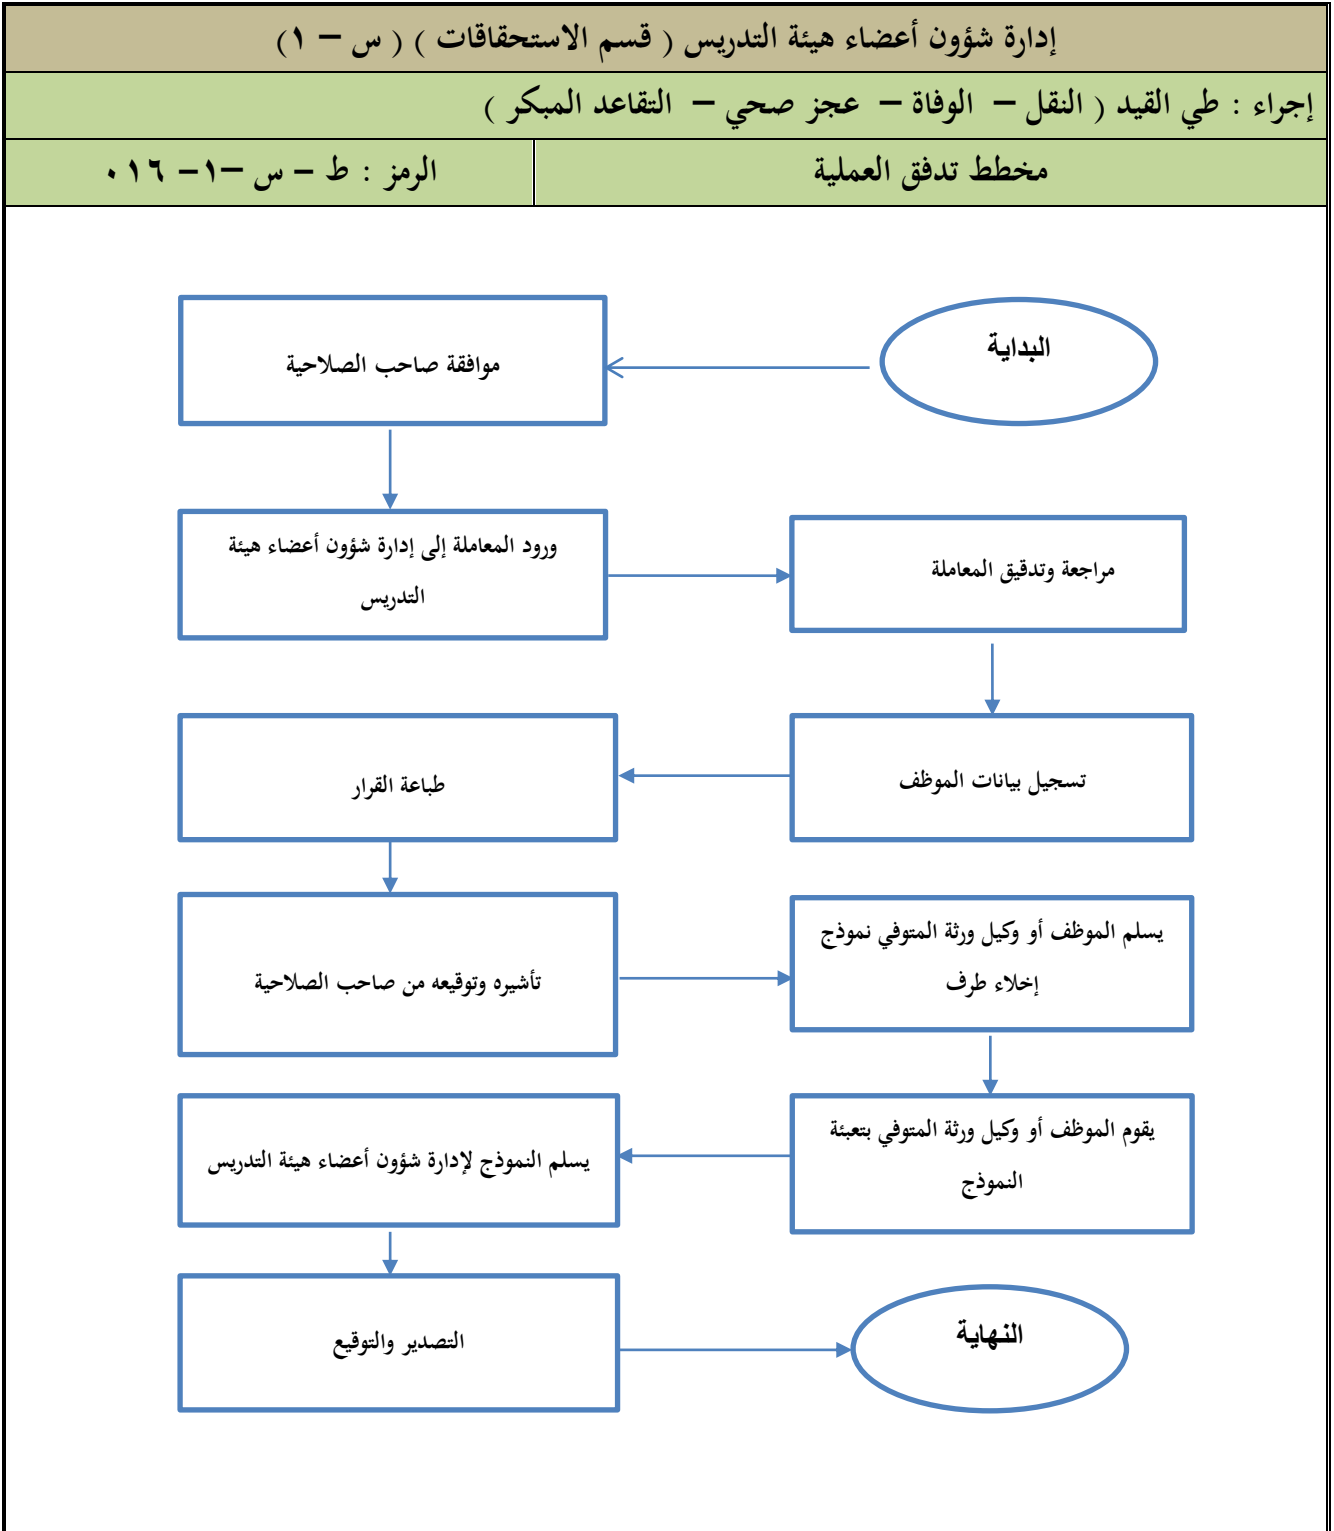 إدارة شؤون أعضاء هيئة التدريس ( قسم الاستحقاقات ) ( س – ١)
إجراء : طي القيد ( النقل – الوفاة – عجز صحي – التقاعد المبكر )
مخطط تدفق العملية
الرمز : ط – س –١– ٠١٦
البداية
موافقة صاحب الصلاحية
ورود المعاملة إلى إدارة شؤون أعضاء هيئة
التدريس
مراجعة وتدقيق المعاملة
تسجيل بيانات الموظف
طباعة القرار
تأشيره وتوقيعه من صاحب الصلاحية
يسلم الموظف أو وكيل ورثة المتوفي نموذج
إخلاء طرف
يقوم الموظف أو وكيل ورثة المتوفي بتعبئة
النموذج
يسلم النموذج لإدارة شؤون أعضاء هيئة التدريس
التصدير والتوقيع
النهاية